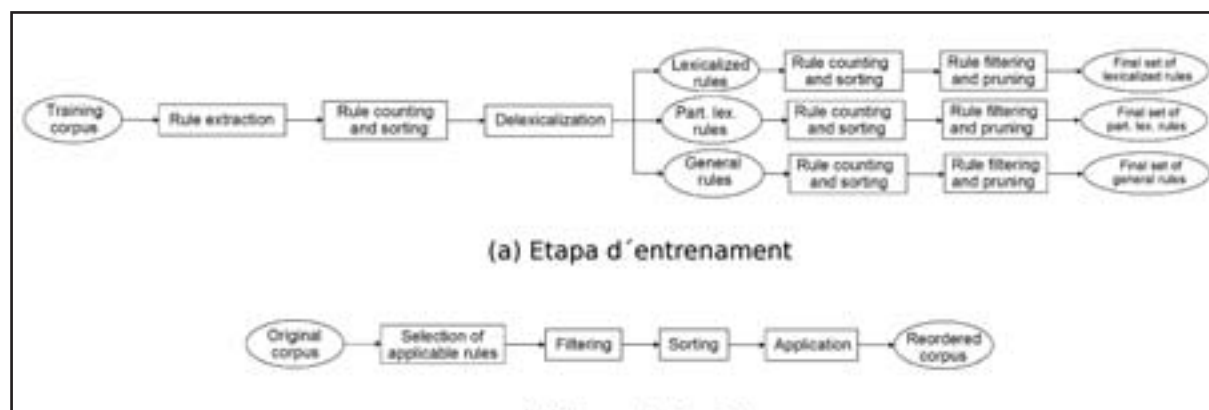 Training
corpus
Rule extraction
Rule counting
and sorting
Delexicalization
Lexicalized
rules
Rule counting
and sorting
Rule filtering
and pruning
Final set of
lexicalized rules
Part. lex.
rules
Rule counting
and sorting
Rule filtering
and pruning
Final set of
part. lex. rules
General
rules
Rule counting
and sorting
Rule filtering
and pruning
Final set of
general rules
(a) Etapa d´entrenament
Original
corpus
Selection of
applicable rules
Filtering
Sorting
Application
Reordered
corpus